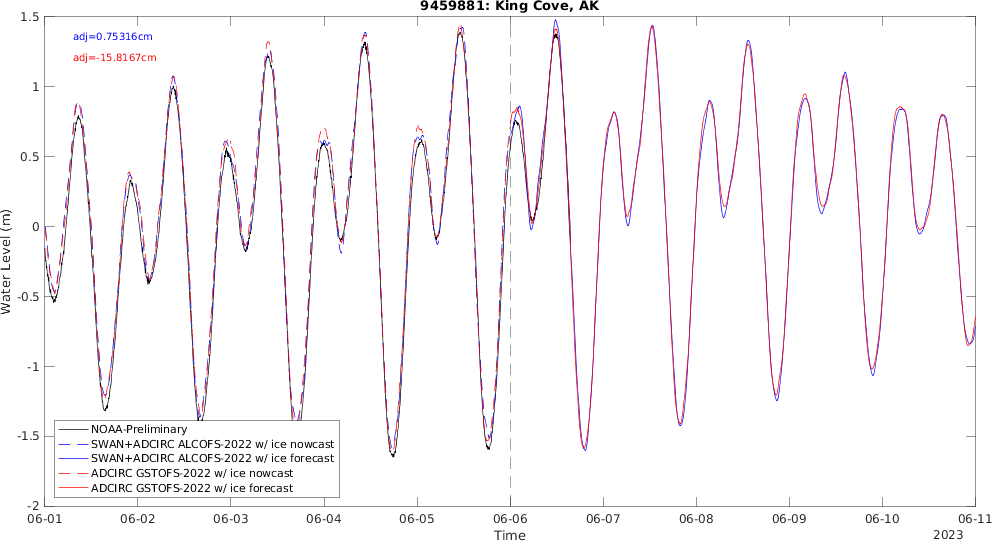 9459881: King Cove, AK
adj=0.75316cm
adj=-15.8167cm
1.5
1
0.5
0
-0.5
-1
-1.5
-2
Water Level (m)
NOAA-Preliminary
SWAN+ADCIRC ALCOFS-2022 w/ ice nowcast
SWAN+ADCIRC ALCOFS-2022 w/ ice forecast
ADCIRC GSTOFS-2022 w/ ice nowcast
ADCIRC GSTOFS-2022 w/ ice forecast
06-01 06-02 06-03 06-04 06-05 06-06 06-07 06-08 06-09 06-10 06-11
Time
2023